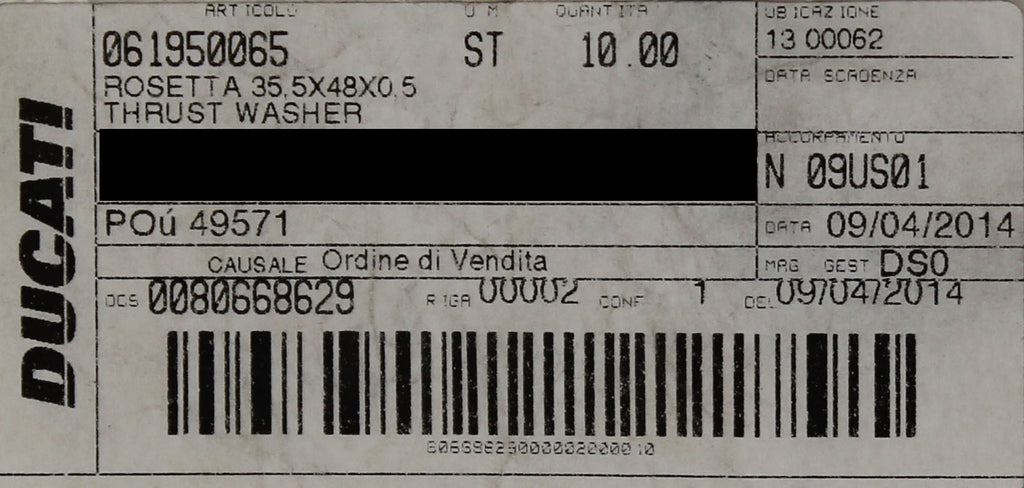 DUCATI
ARTICOLO U M QUANTITA
061950065 ST 10.00
ROSETTA 35,5X48X0,5
THRUST WASHER
UBICAZIONE
13 00062
DATA SCADENZA
ACCORPAMENTO
N 09US01
POú 49571
DATA 09/04/2014
CAUSALE Ordine di Vendita
MAG GEST DS0
OCS 0080668629 RIGA 00002 CONF 1 DEL 09/04/2014